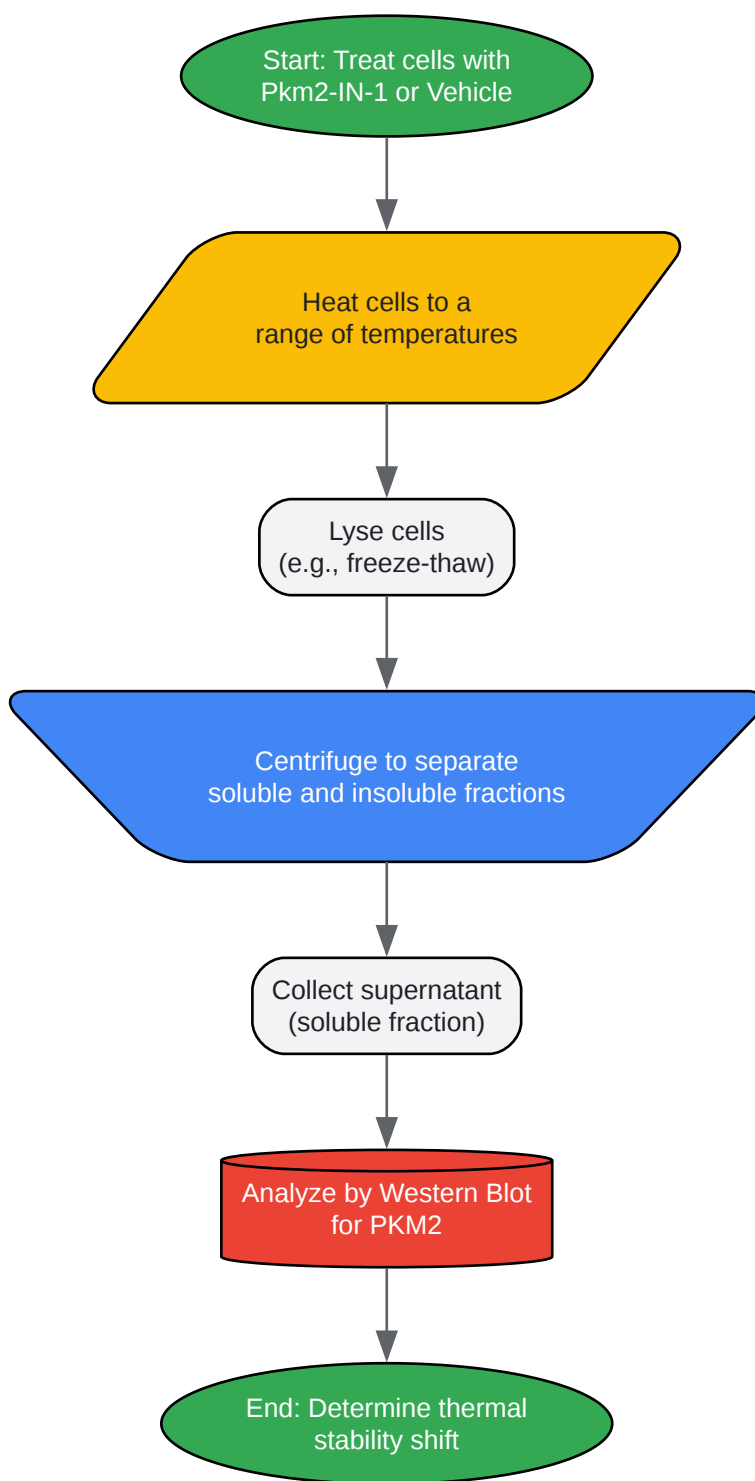 Start: Treat cells with
Pkm2-IN-1 or Vehicle
Heat cells to a
range of temperatures
Lyse cells
(e.g., freeze-thaw)
Centrifuge to separate
soluble and insoluble fractions
Collect supernatant
(soluble fraction)
Analyze by Western Blot
for PKM2
End: Determine thermal
stability shift